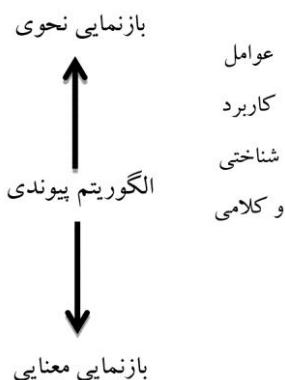 بازنمایی نحوی
عوامل
کاربرد
شناختی
و کلامی
الگوریتم پیوندی
بازنمایی معنایی